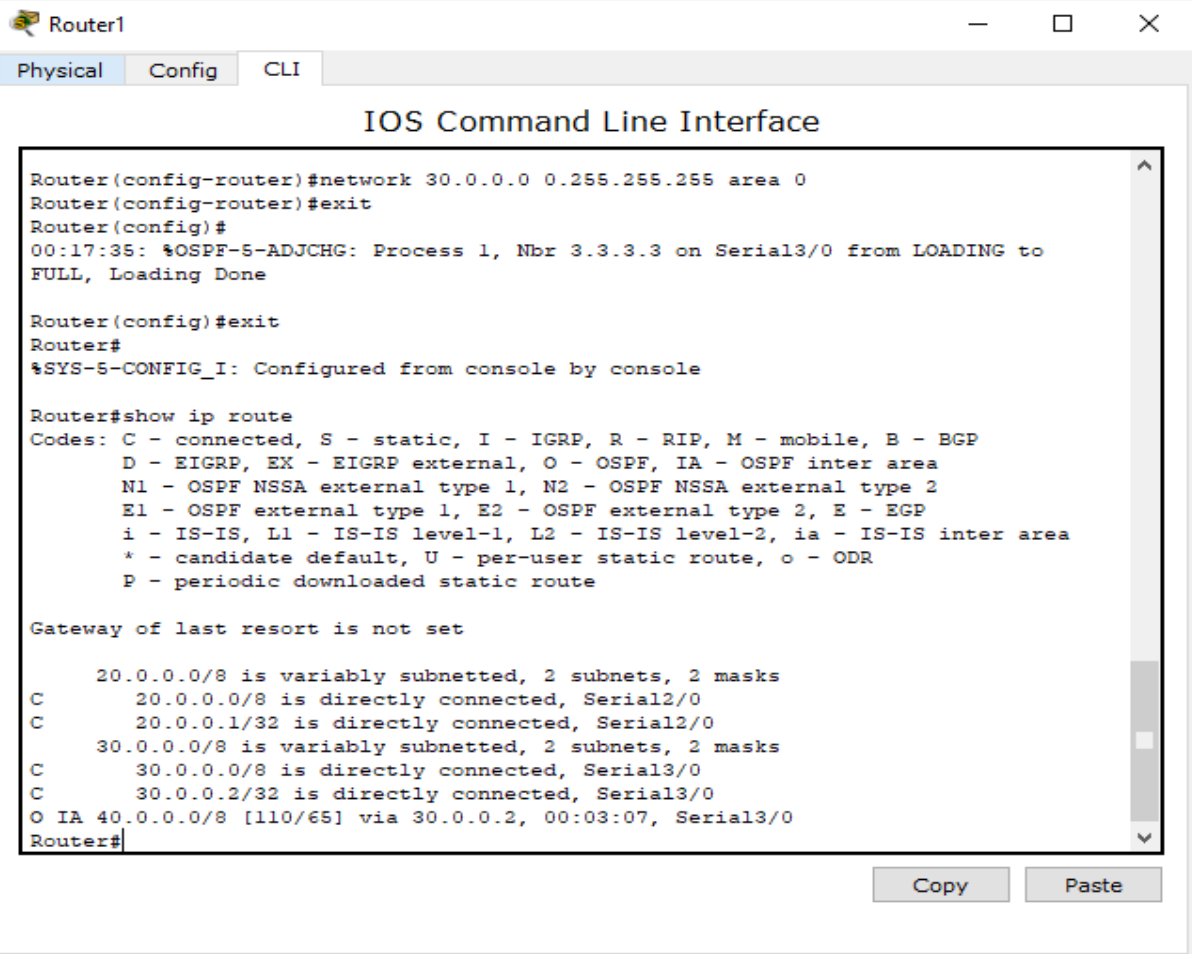 Router1
Physical Config CLI
IOS Command Line Interface
Router(config-router)#network 30.0.0.0 0.255.255.255 area 0
Router(config-router)#exit
Router(config)#
00:17:35: %OSPF-5-ADJCHG: Process 1, Nbr 3.3.3.3 on Serial3/0 from LOADING to
FULL, Loading Done
Router(config)#exit
Router#
%SYS-5-CONFIG_I: Configured from console by console
Router#show ip route
Codes: C - connected, S - static, I - IGRP, R - RIP, M - mobile, B - BGP
D - EIGRP, EX - EIGRP external, O - OSPF, IA - OSPF inter area
N1 - OSPF NSSA external type 1, N2 - OSPF NSSA external type 2
E1 - OSPF external type 1, E2 - OSPF external type 2, E - EGP
i - IS-IS, L1 - IS-IS level-1, L2 - IS-IS level-2, ia - IS-IS inter area
* - candidate default, U - per-user static route, o - ODR
P - periodic downloaded static route
Gateway of last resort is not set
20.0.0.0/8 is variably subnetted, 2 subnets, 2 masks
C 20.0.0.0/8 is directly connected, Serial2/0
C 20.0.0.1/32 is directly connected, Serial2/0
30.0.0.0/8 is variably subnetted, 2 subnets, 2 masks
C 30.0.0.0/8 is directly connected, Serial3/0
C 30.0.0.2/32 is directly connected, Serial3/0
O IA 40.0.0.0/8 [110/65] via 30.0.0.2, 00:03:07, Serial3/0
Router#
Copy Paste